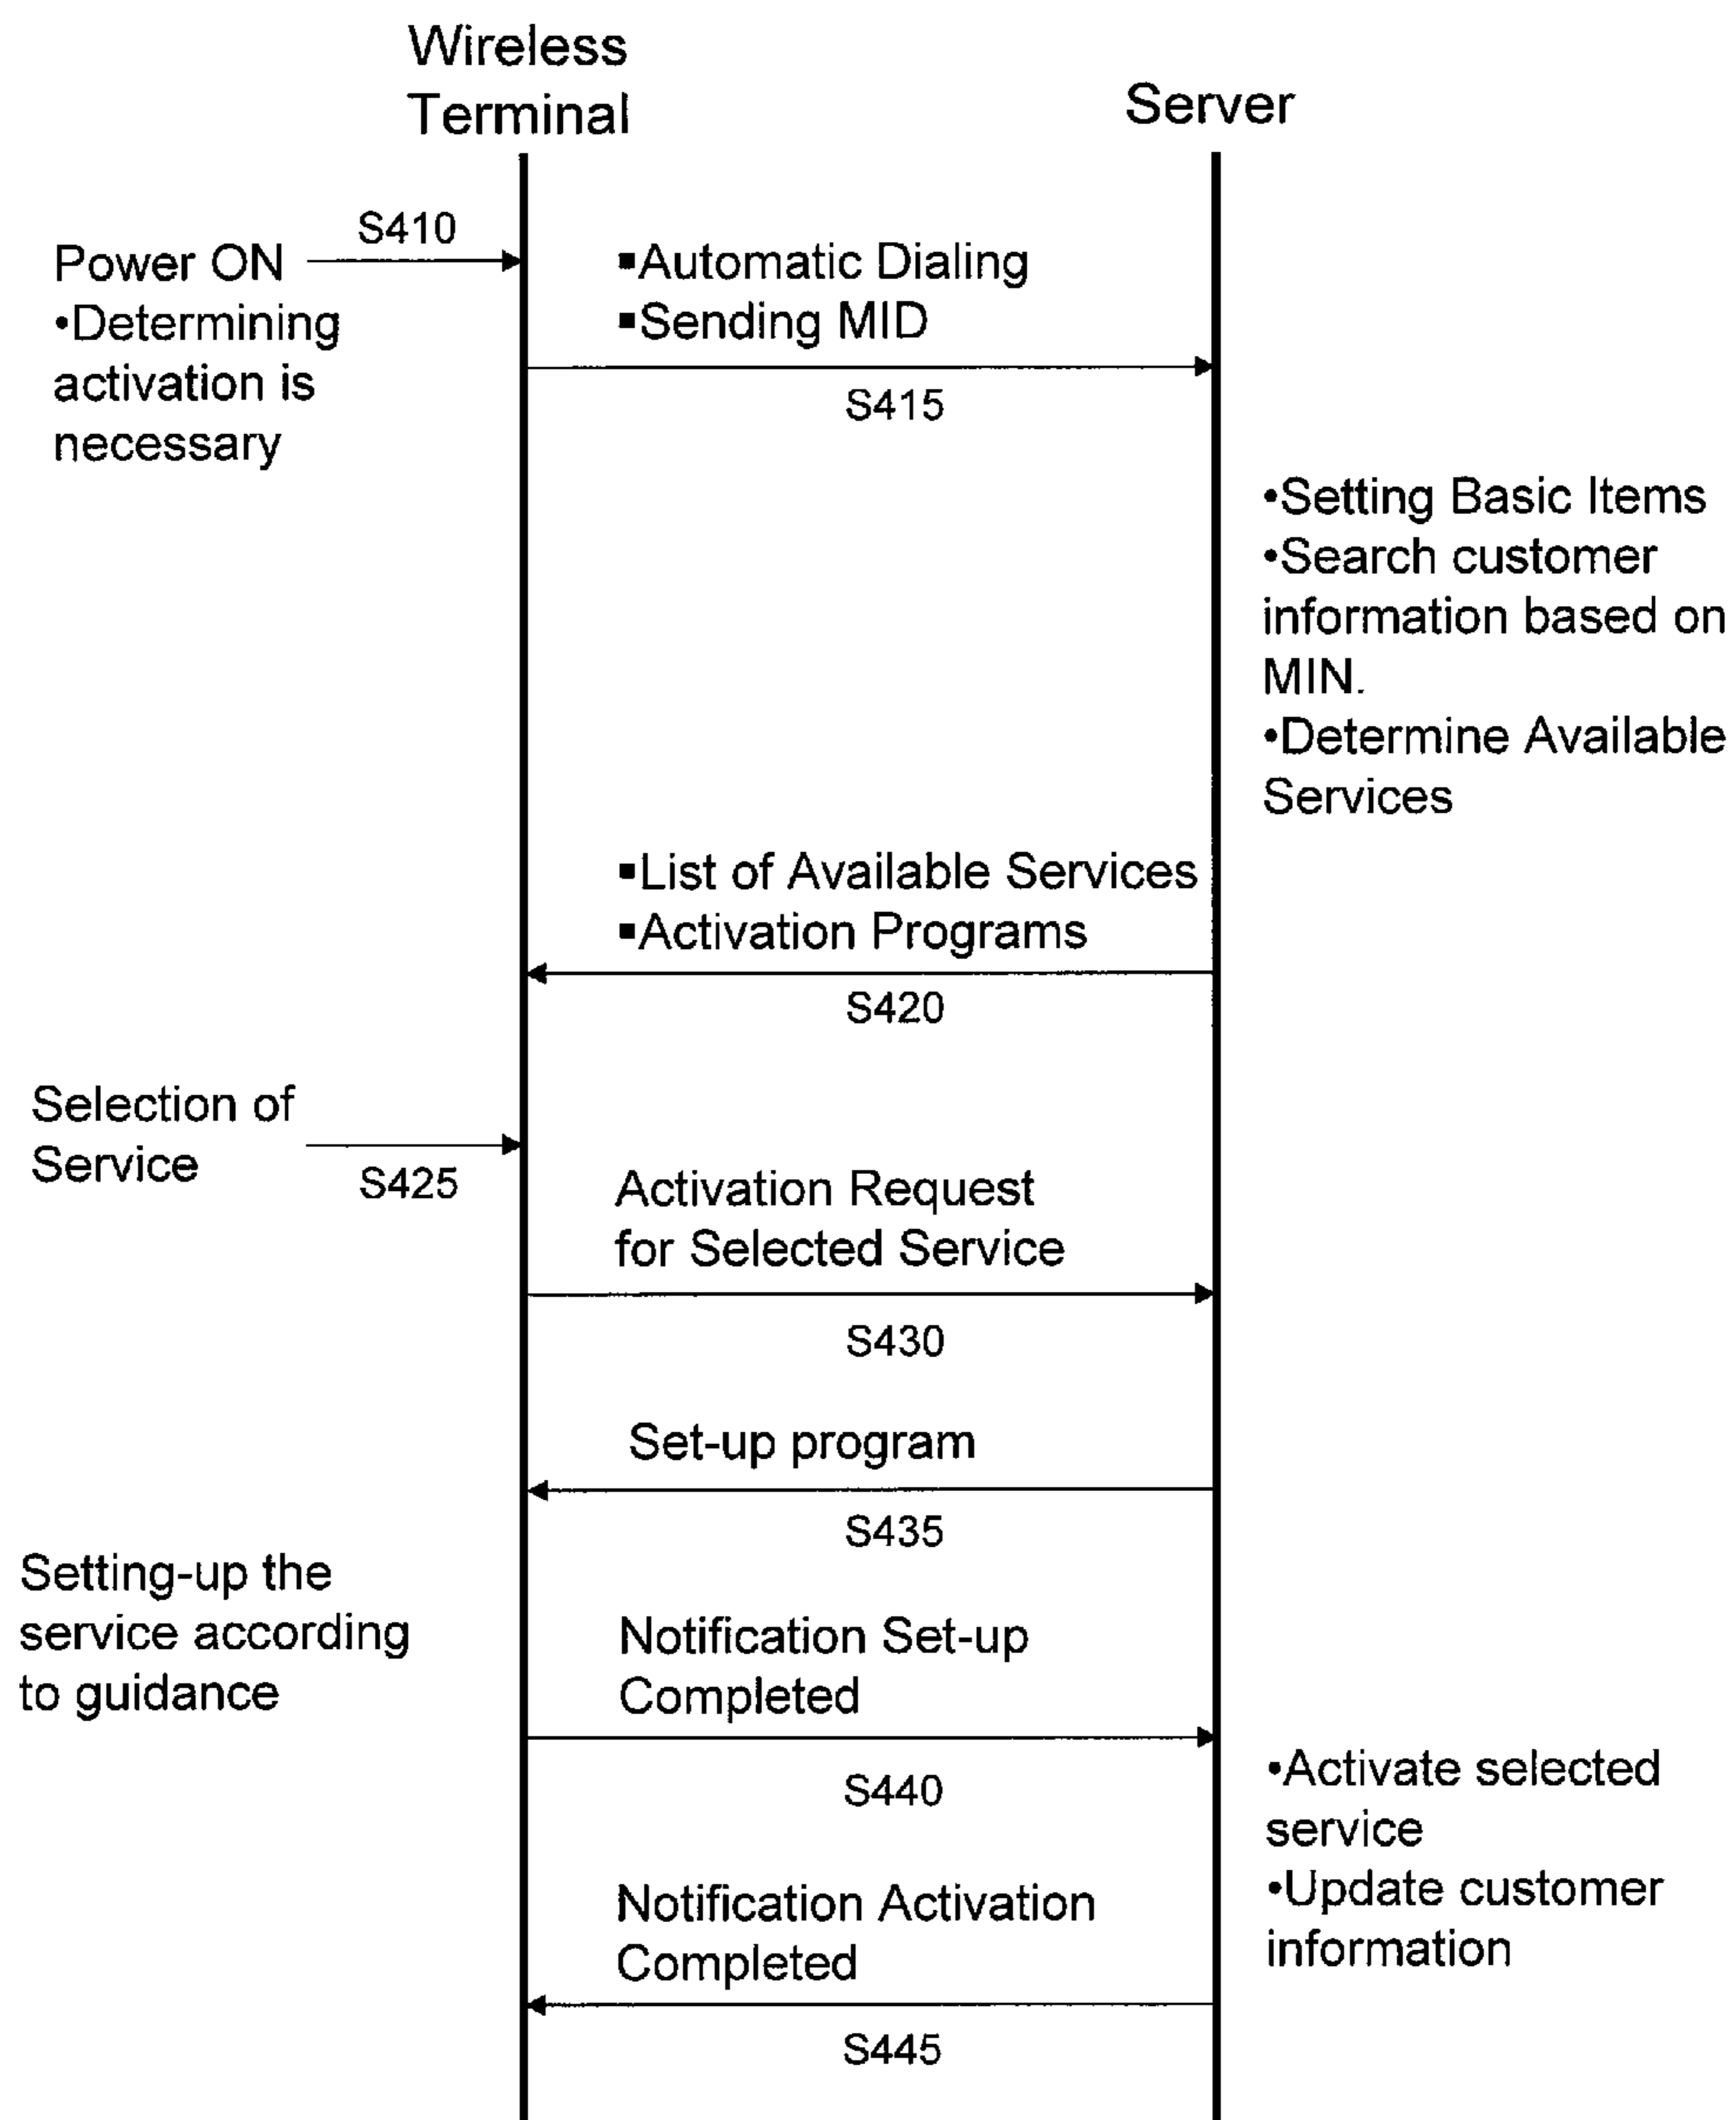 Wireless
Terminal
Server
S410
Power ON
•Determining
activation is
necessary
▪Automatic Dialing
▪Sending MID
S415
•Setting Basic Items
•Search customer
information based on
MIN.
•Determine Available
Services
▪List of Available Services
▪Activation Programs
S420
Selection of
Service
S425
Activation Request
for Selected Service
S430
Set-up program
S435
Setting-up the
service according
to guidance
Notification Set-up
Completed
S440
•Activate selected
service
•Update customer
information
Notification Activation
Completed
S445